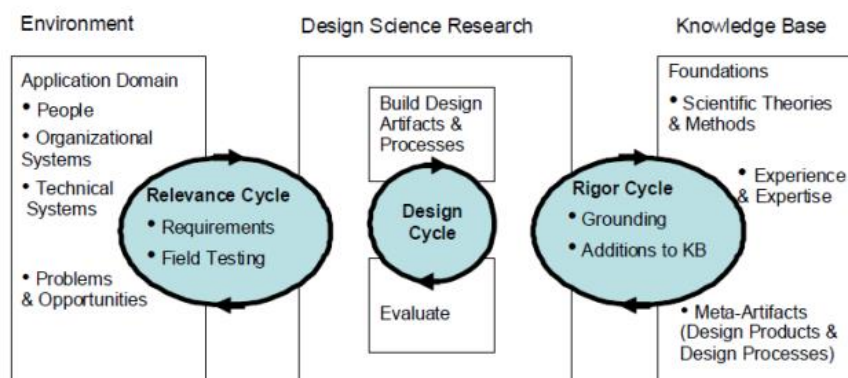 Environment
Design Science Research
Knowledge Base
Application Domain
• People
• Organizational
Systems
• Technical
Systems
• Problems
& Opportunities
Relevance Cycle
• Requirements
• Field Testing
Build Design
Artifacts &
Processes
Design
Cycle
Evaluate
Rigor Cycle
• Grounding
• Additions to KB
Foundations
• Scientific Theories
& Methods
• Experience
& Expertise
• Meta-Artifacts
(Design Products &
Design Processes)